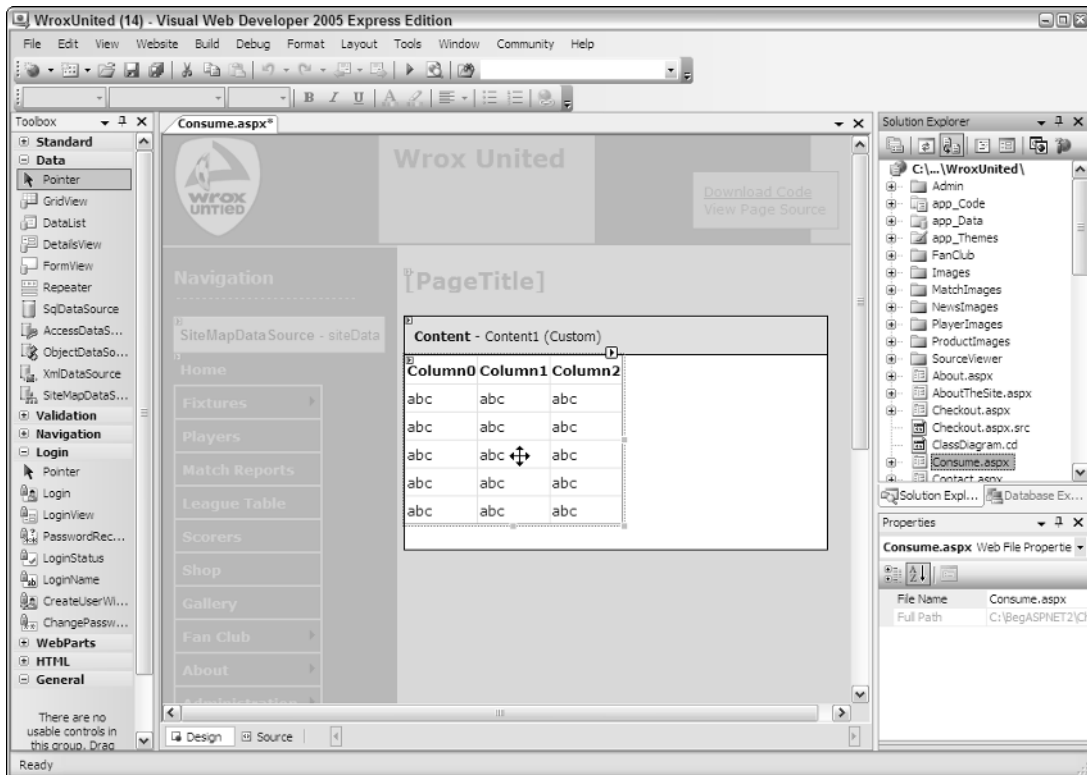 WroxUnited (14) - Visual Web Developer 2005 Express Edition
File Edit View Website Build Debug Format Layout Tools Window Community Help
B I U A
Toolbox
Standard
Data
Pointer
GridView
DataList
DetailsView
FormView
Repeater
SqlDataSource
AccessDataS...
ObjectDataSo...
XmlDataSource
SiteMapDataS...
Validation
Navigation
Login
Pointer
Login
LoginView
PasswordRec...
LoginStatus
LoginName
CreateUserWi...
ChangePassw...
WebParts
HTML
General
There are no
usable controls in
this group. Drag
Consume.aspx*
wrox
UNTIED
Wrox United
Download Code
View Page Source
Navigation
SiteMapDataSource - siteData
Home
Fixtures
Players
Match Reports
League Table
Scorers
Shop
Gallery
Fan Club
About
Administration
[PageTitle]
Content - Content1 (Custom)
Column0 Column1 Column2
abc abc abc
abc abc abc
abc abc abc
abc abc abc
abc abc abc
Design Source
Solution Explorer
C:\...\WroxUnited\
Admin
app_Code
app_Data
app_Themes
FanClub
Images
MatchImages
NewsImages
PlayerImages
ProductImages
SourceViewer
About.aspx
AboutTheSite.aspx
Checkout.aspx
Checkout.aspx.src
ClassDiagram.cd
Consume.aspx
Contact.aspx
Solution Expl... Database Ex...
Properties
Consume.aspx Web File Propertie
File Name Consume.aspx
Full Path C:\BegASPNET2\Ch
Ready